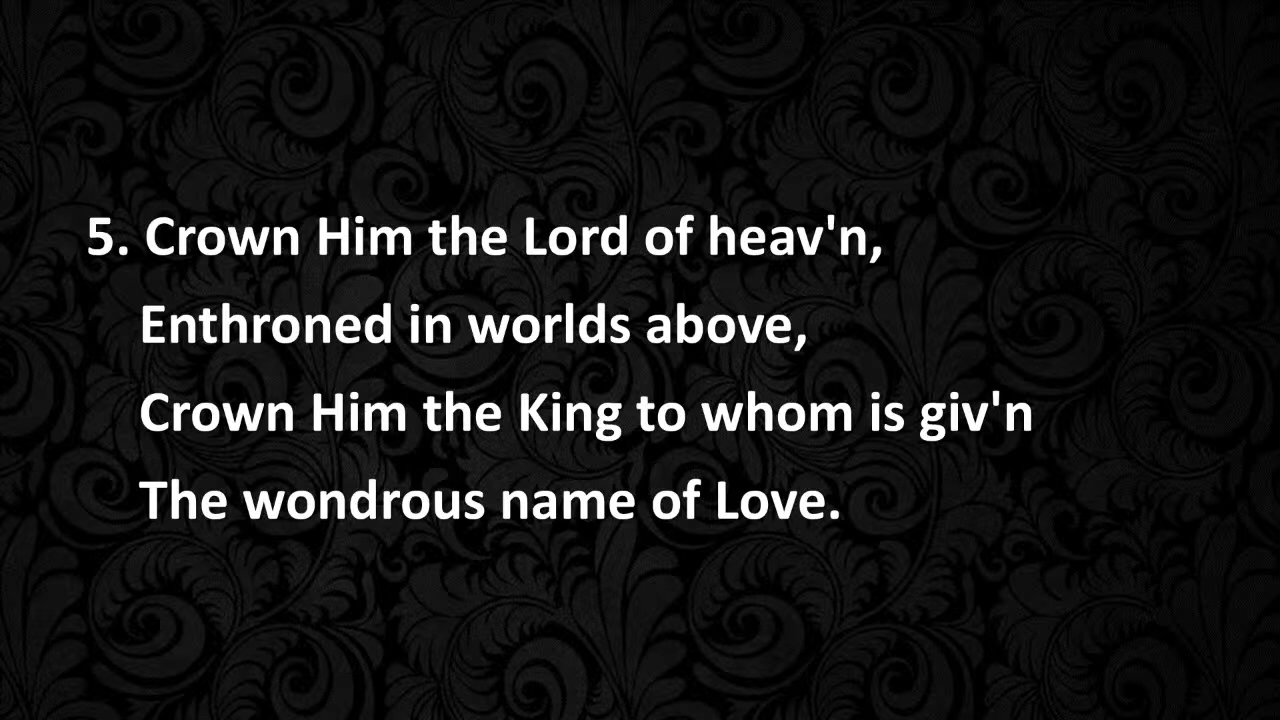 5. Crown Him the Lord of heav'n,
Enthroned in worlds above,
Crown Him the King to whom is giv'n
The wondrous name of Love.